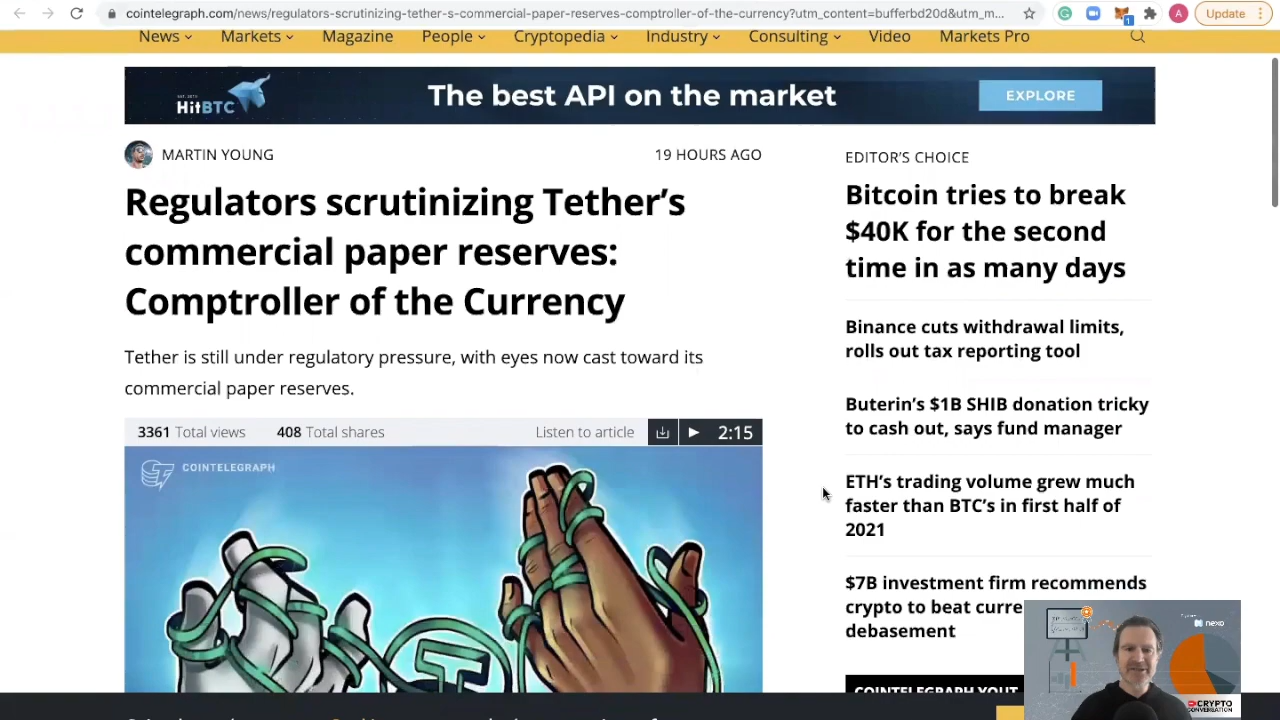 cointelegraph.com/news/regulators-scrutinizing-tether-s-commercial-paper-reserves-comptroller-of-the-currency?utm_content=bufferbd20d&utm_m...
1
A
Update
News
Markets
Magazine
People
Cryptopedia
Industry
Consulting
Video
Markets Pro
HitBTC
The best API on the market
EXPLORE
MARTIN YOUNG
19 HOURS AGO
Regulators scrutinizing Tether's
commercial paper reserves:
Comptroller of the Currency
Tether is still under regulatory pressure, with eyes now cast toward its
commercial paper reserves.
3361 Total views
408 Total shares
Listen to article
2:15
COINTELEGRAPH
EDITOR'S CHOICE
Bitcoin tries to break
$40K for the second
time in as many days
Binance cuts withdrawal limits,
rolls out tax reporting tool
Buterin's $1B SHIB donation tricky
to cash out, says fund manager
ETH's trading volume grew much
faster than BTC's in first half of
2021
$7B investment firm recommends
crypto to beat curre
debasement
COINTELEGRAPH YOUT
nexo
CRYPTO
CONVERSATION